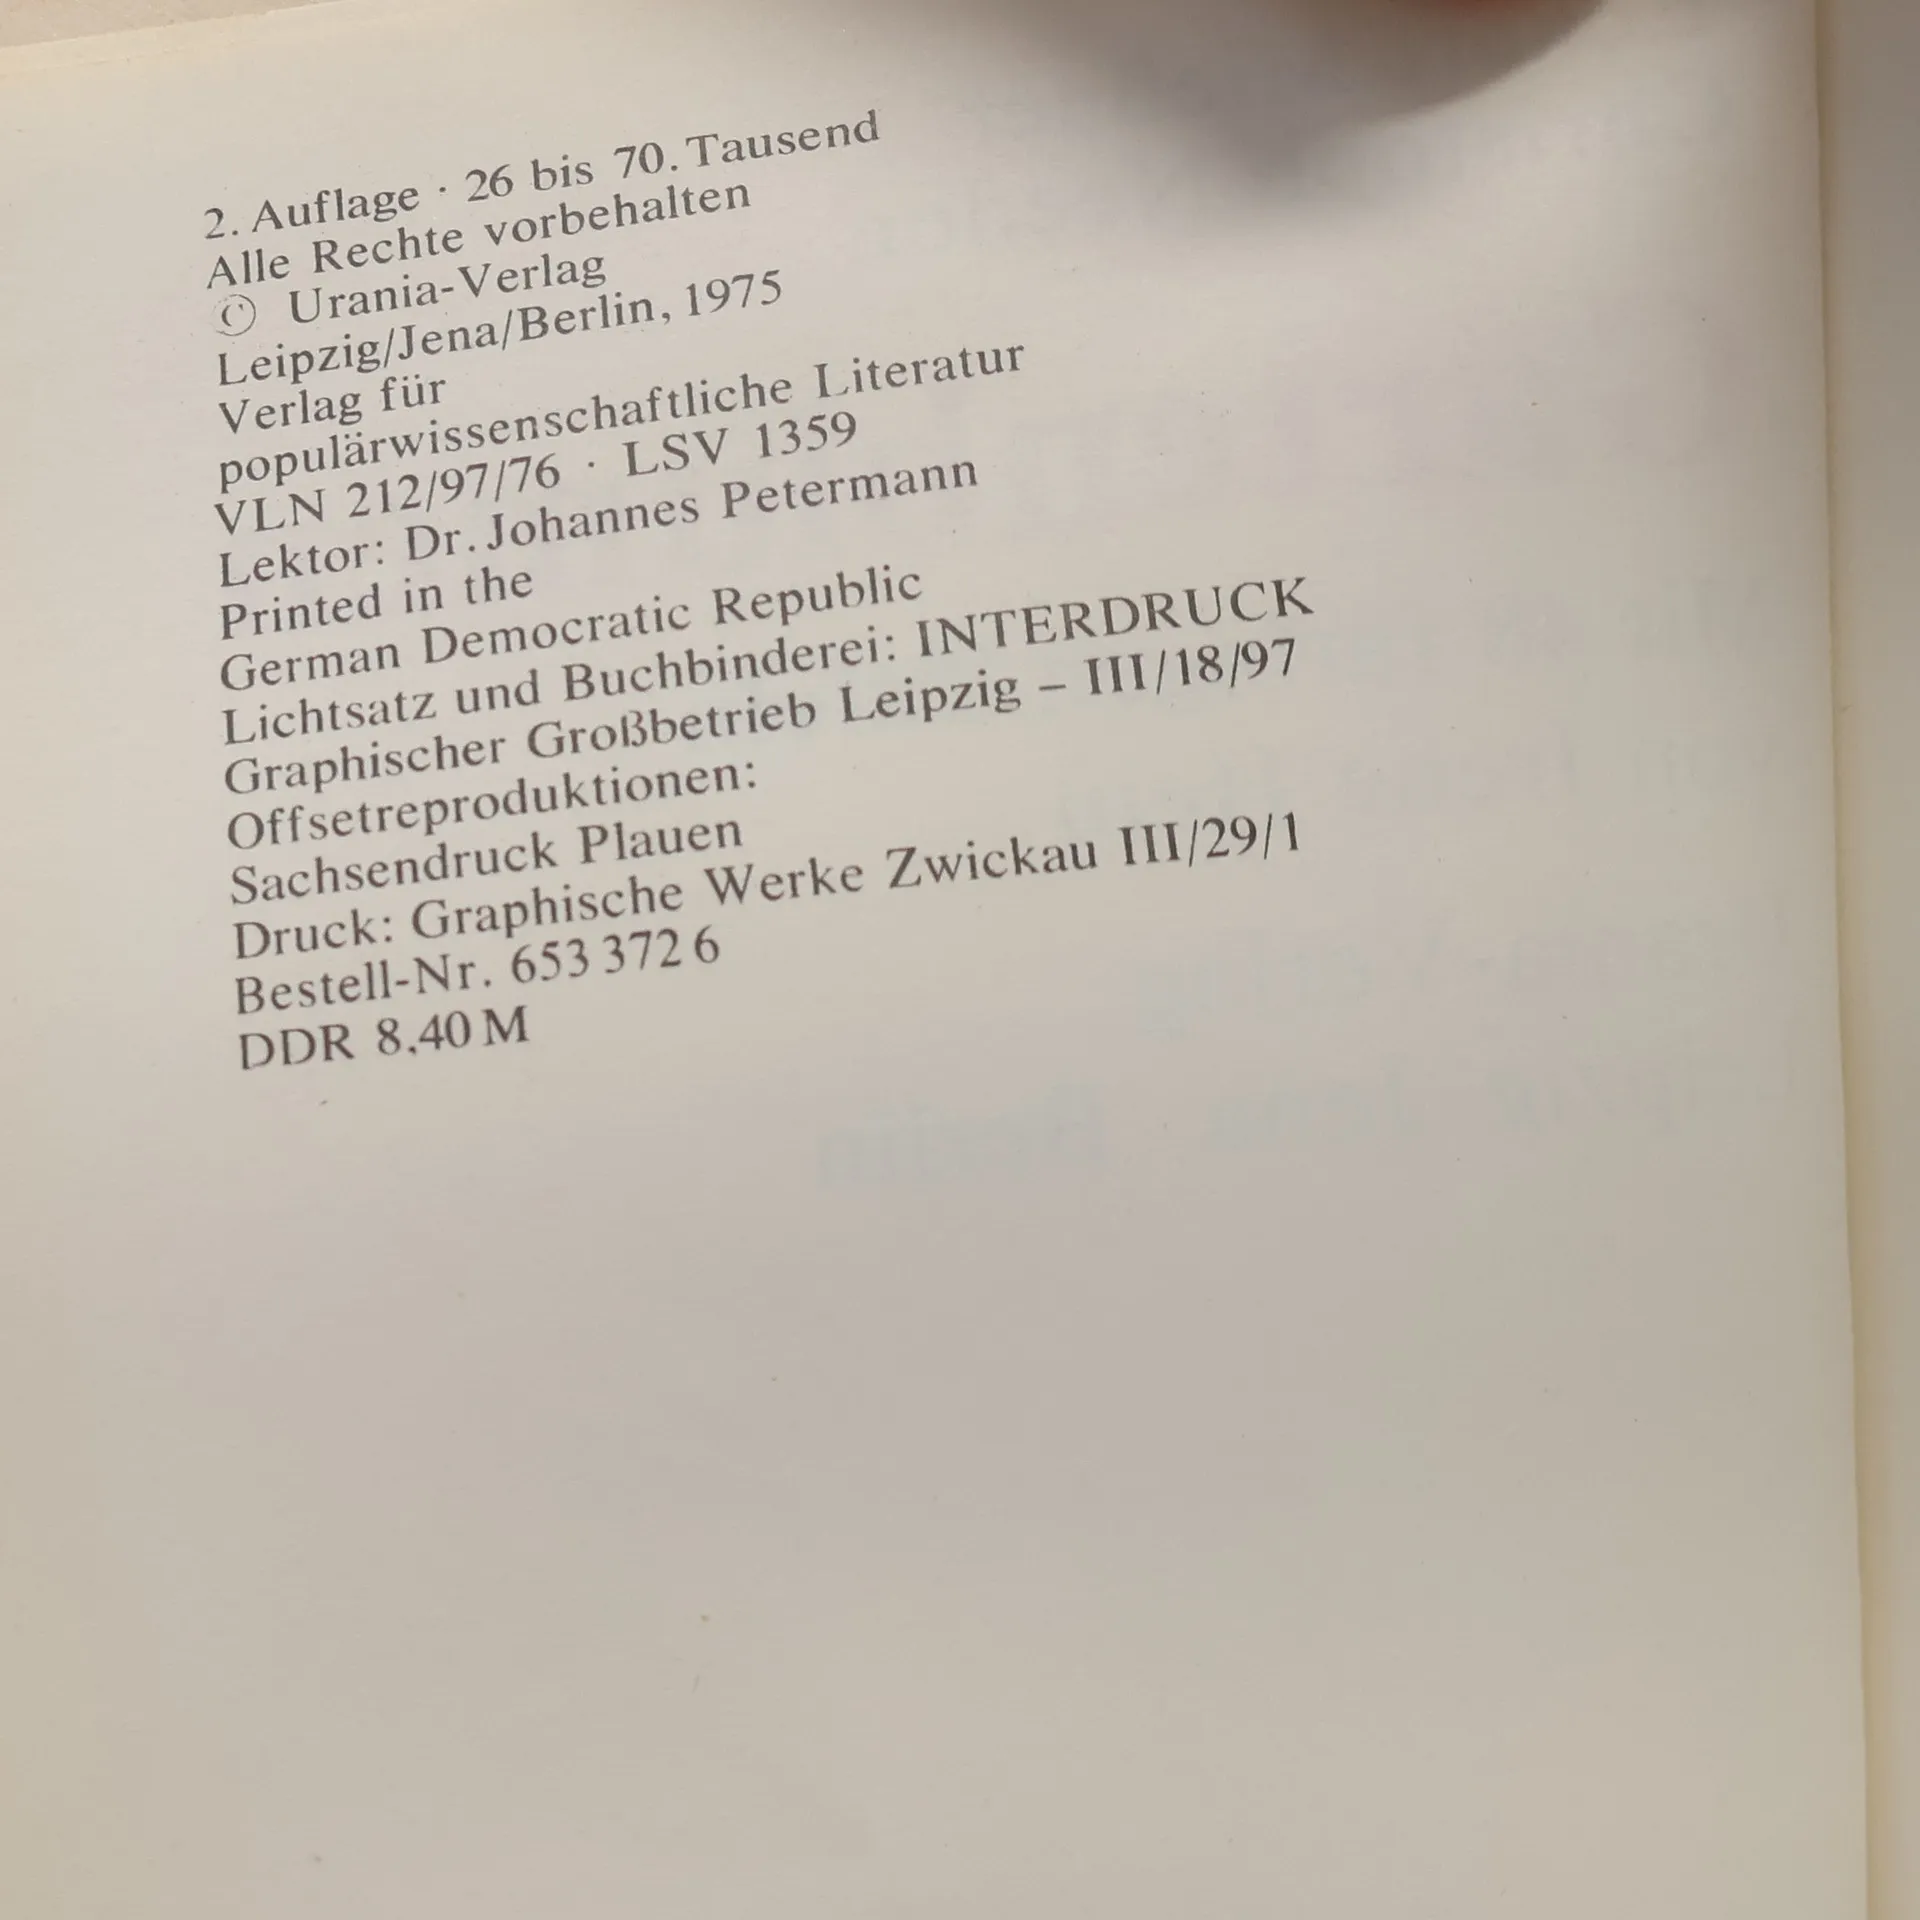 2. Auflage · 26 bis 70. Tausend
Alle Rechte vorbehalten
© Urania-Verlag
Leipzig/Jena/Berlin, 1975
Verlag für
populärwissenschaftliche Literatur
VLN 212/97/76 · LSV 1359
Lektor: Dr. Johannes Petermann
Printed in the
German Democratic Republic
Lichtsatz und Buchbinderei: INTERDRUCK
Graphischer Großbetrieb Leipzig – III/18/97
Offsetreproduktionen:
Sachsendruck Plauen
Druck: Graphische Werke Zwickau III/29/1
Bestell-Nr. 653 372 6
DDR 8,40 M